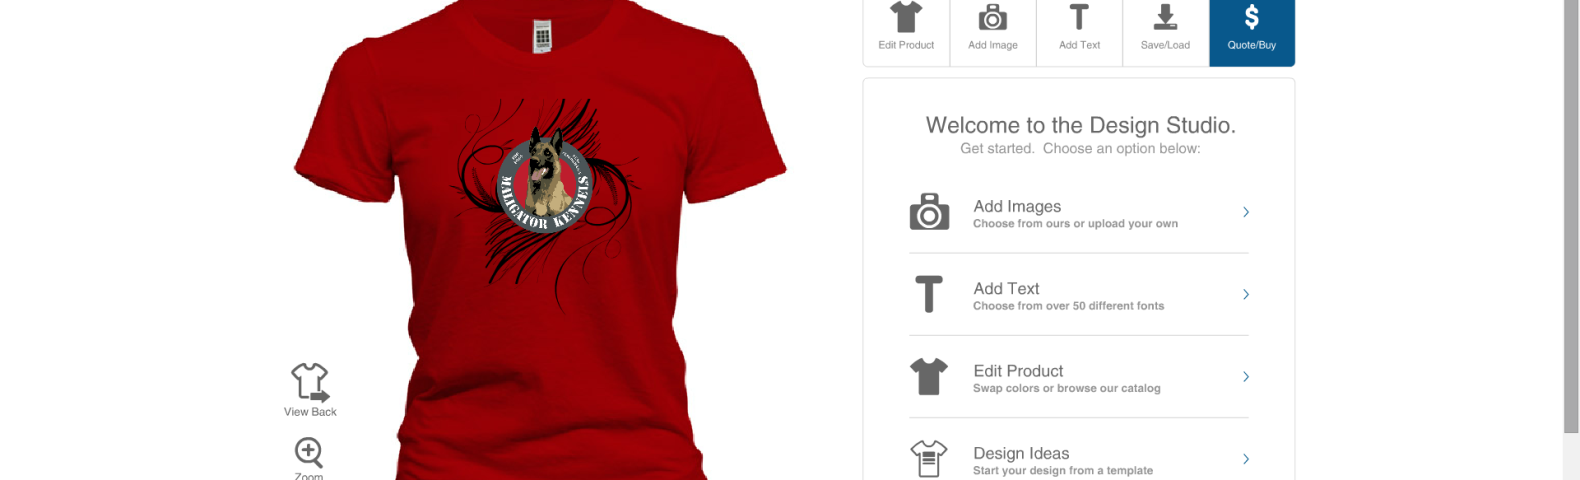 Edit Product
Add Image
Add Text
Save/Load
$
Quote/Buy
Welcome to the Design Studio.
Get started. Choose an option below:
Add Images
Choose from ours or upload your own
Add Text
Choose from over 50 different fonts
Edit Product
Swap colors or browse our catalog
Design Ideas
Start your design from a template
MALIGATOR KENNELS
View Back
Zoom